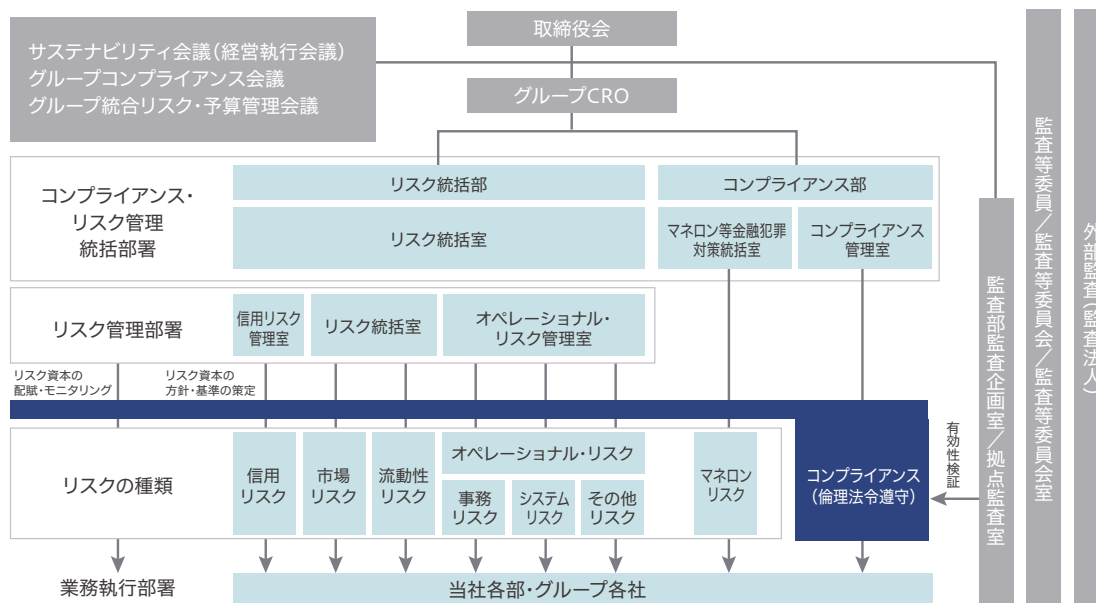 取締役会
サステナビリティ会議（経営執行会議）
グループコンプライアンス会議
グループ統合リスク・予算管理会議
グループCRO
コンプライアンス・
リスク管理
統括部署
リスク統括部
コンプライアンス部
リスク統括室
マネロン等金融犯罪
対策統括室
コンプライアンス
管理室
リスク管理部署
信用リスク
管理室
リスク統括室
オペレーショナル・
リスク管理室
リスク資本の
配賦・モニタリング
リスク資本の
方針・基準の策定
リスクの種類
信用
リスク
市場
リスク
流動性
リスク
オペレーショナル・リスク
事務
リスク
システム
リスク
その他
リスク
マネロン
リスク
コンプライアンス
（倫理法令遵守）
有効性検証
業務執行部署
当社各部・グループ各社
監査部監査企画室／拠点監査室
監査等委員／監査等委員会／監査等委員会室
外部監査（監査法人）